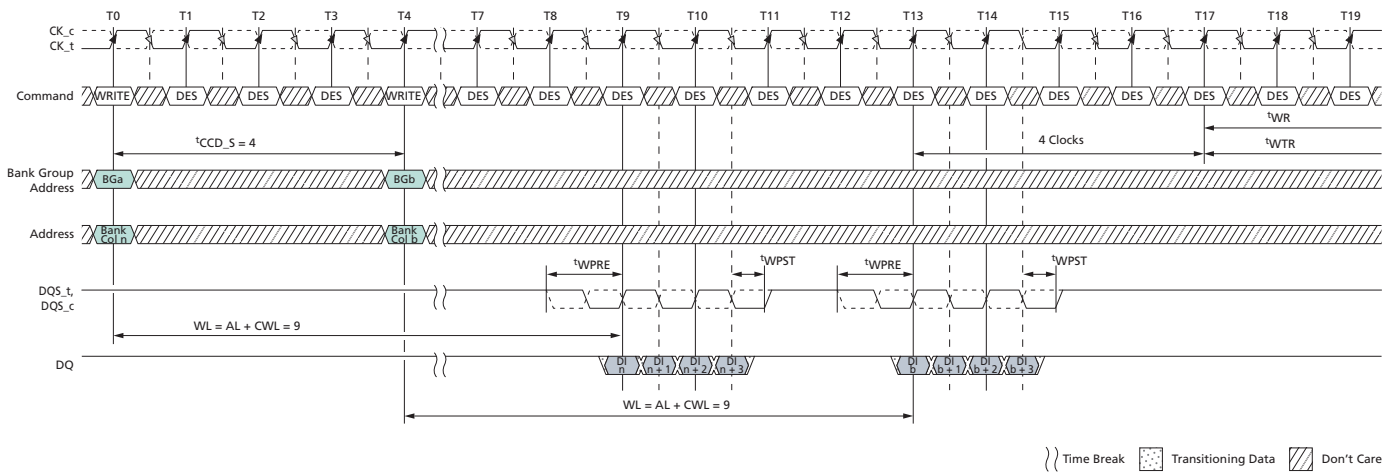 T0 T1 T2 T3 T4 T7 T8 T9 T10 T11 T12 T13 T14 T15 T16 T17 T18 T19
CK_c
CK_t
Command WRITE DES DES DES WRITE DES DES DES DES DES DES DES DES DES DES DES DES DES
tWR
tCCD_S = 4 4 Clocks tWTR
Bank Group
Address
BGa BGb
Address
Bank
Col n
Bank
Col b
tWPRE tWPST tWPRE tWPST
DQS_t,
DQS_c
WL = AL + CWL = 9
DQ
DI
n
DI
n + 1
DI
n + 2
DI
n + 3
DI
b
DI
b + 1
DI
b + 2
DI
b + 3
WL = AL + CWL = 9
Time Break Transitioning Data Don't Care